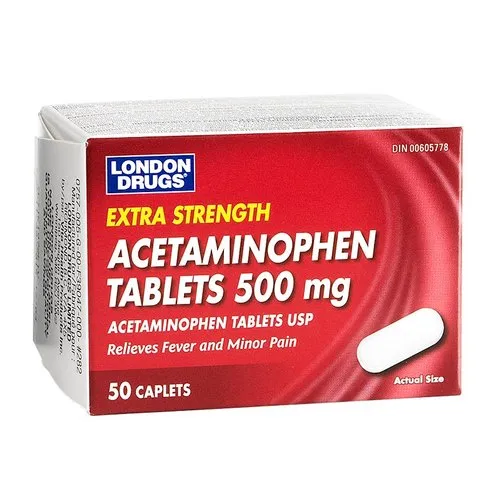 LONDON
DRUGS®
DIN 00605778
EXTRA STRENGTH
ACETAMINOPHEN
TABLETS 500 mg
ACETAMINOPHEN TABLETS USP
Relieves Fever and Minor Pain
50 CAPLETS
Actual Size